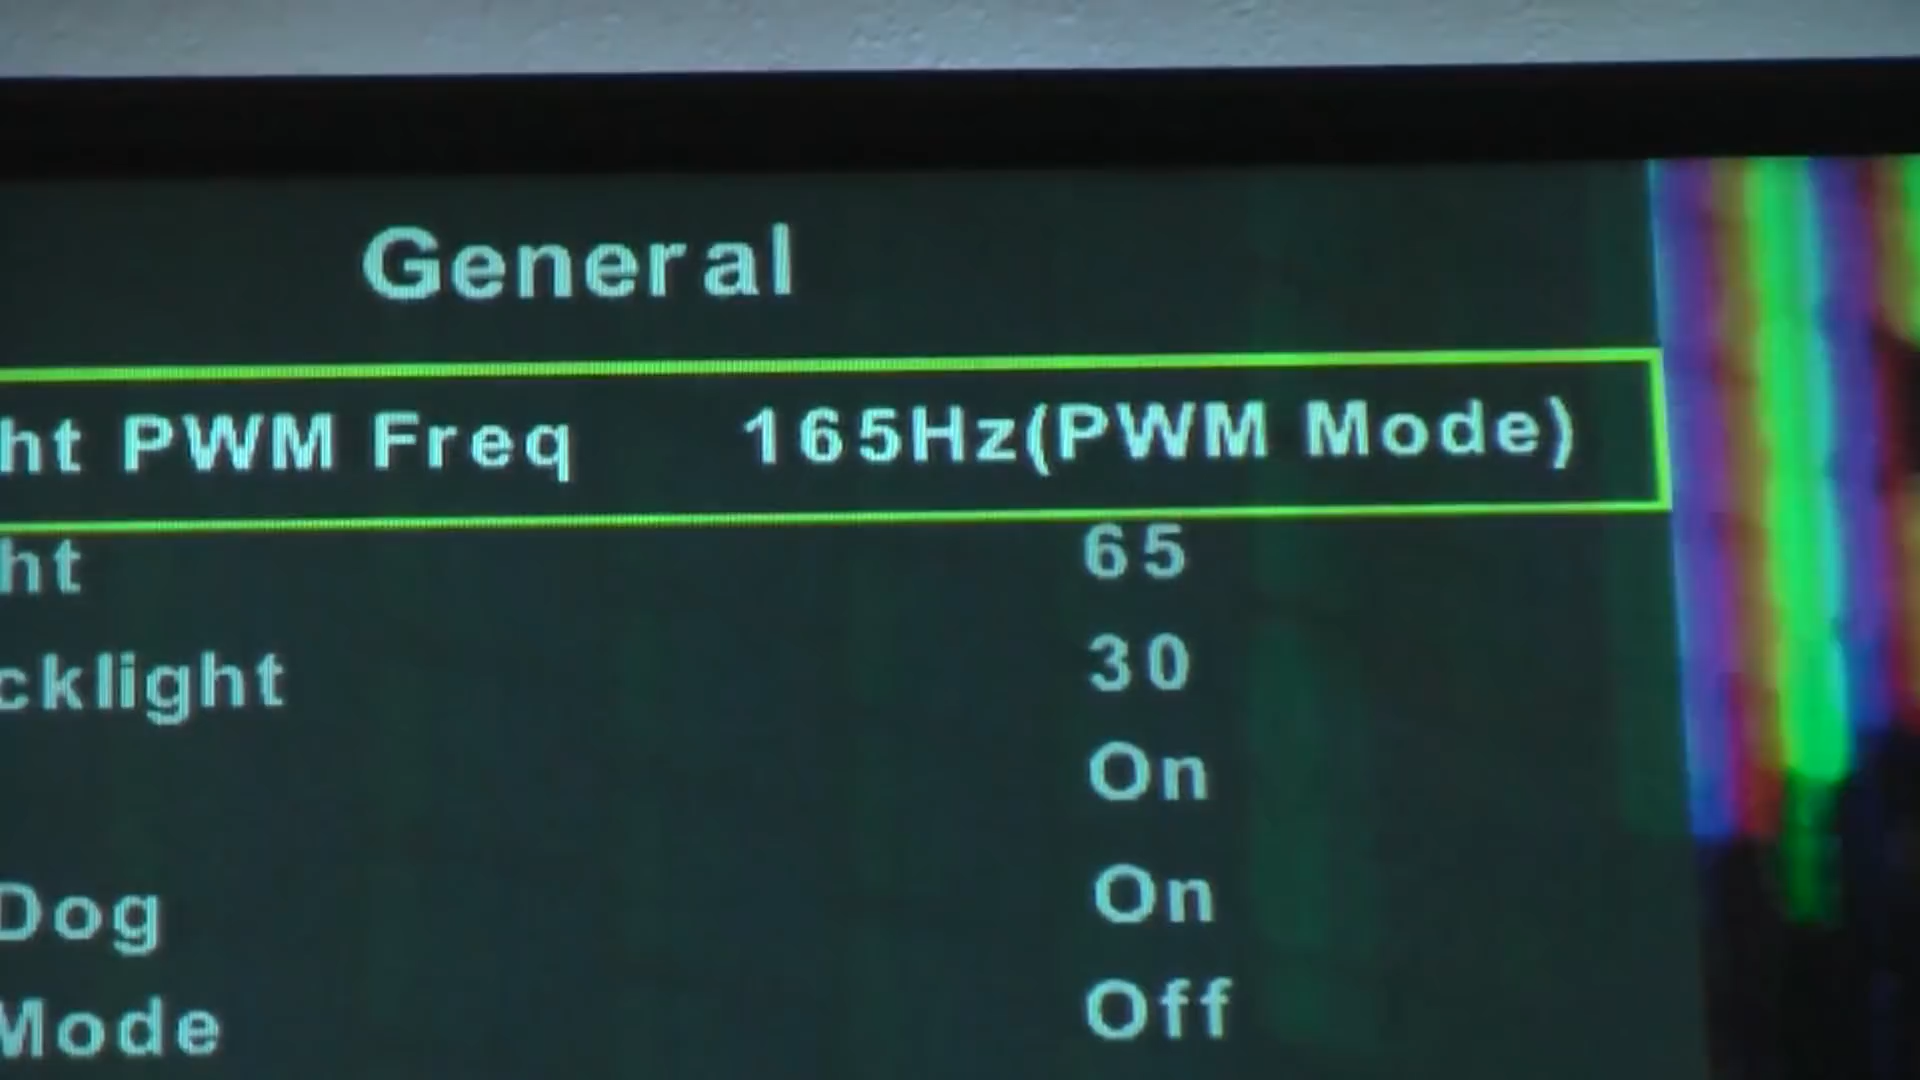 General
ht PWM Freq 165Hz(PWM Mode)
ht 65
cklight 30
On
Dog On
Mode Off